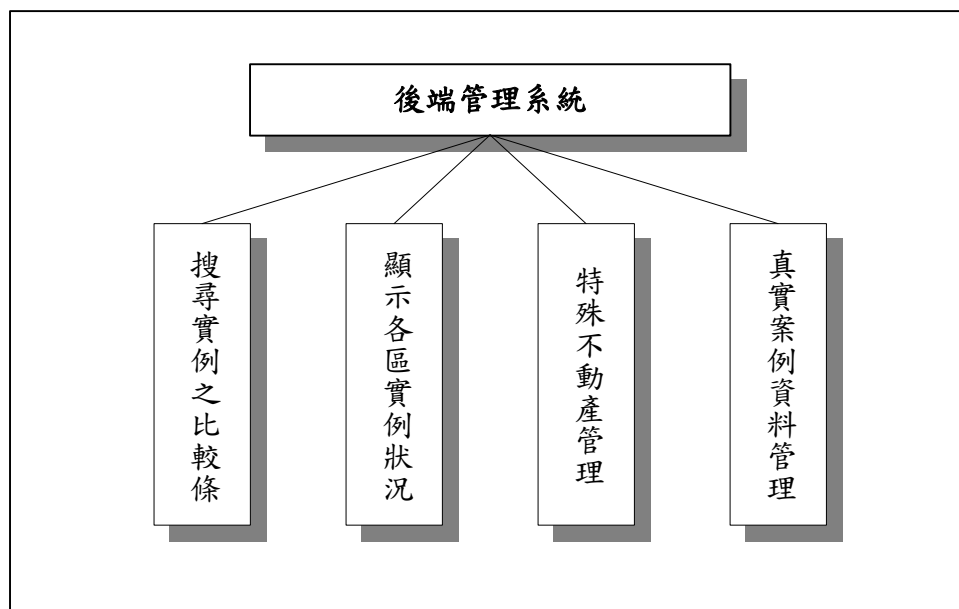 後端管理系統
搜尋實例之比較條
顯示各區實例狀況
特殊不動產管理
真實案例資料管理